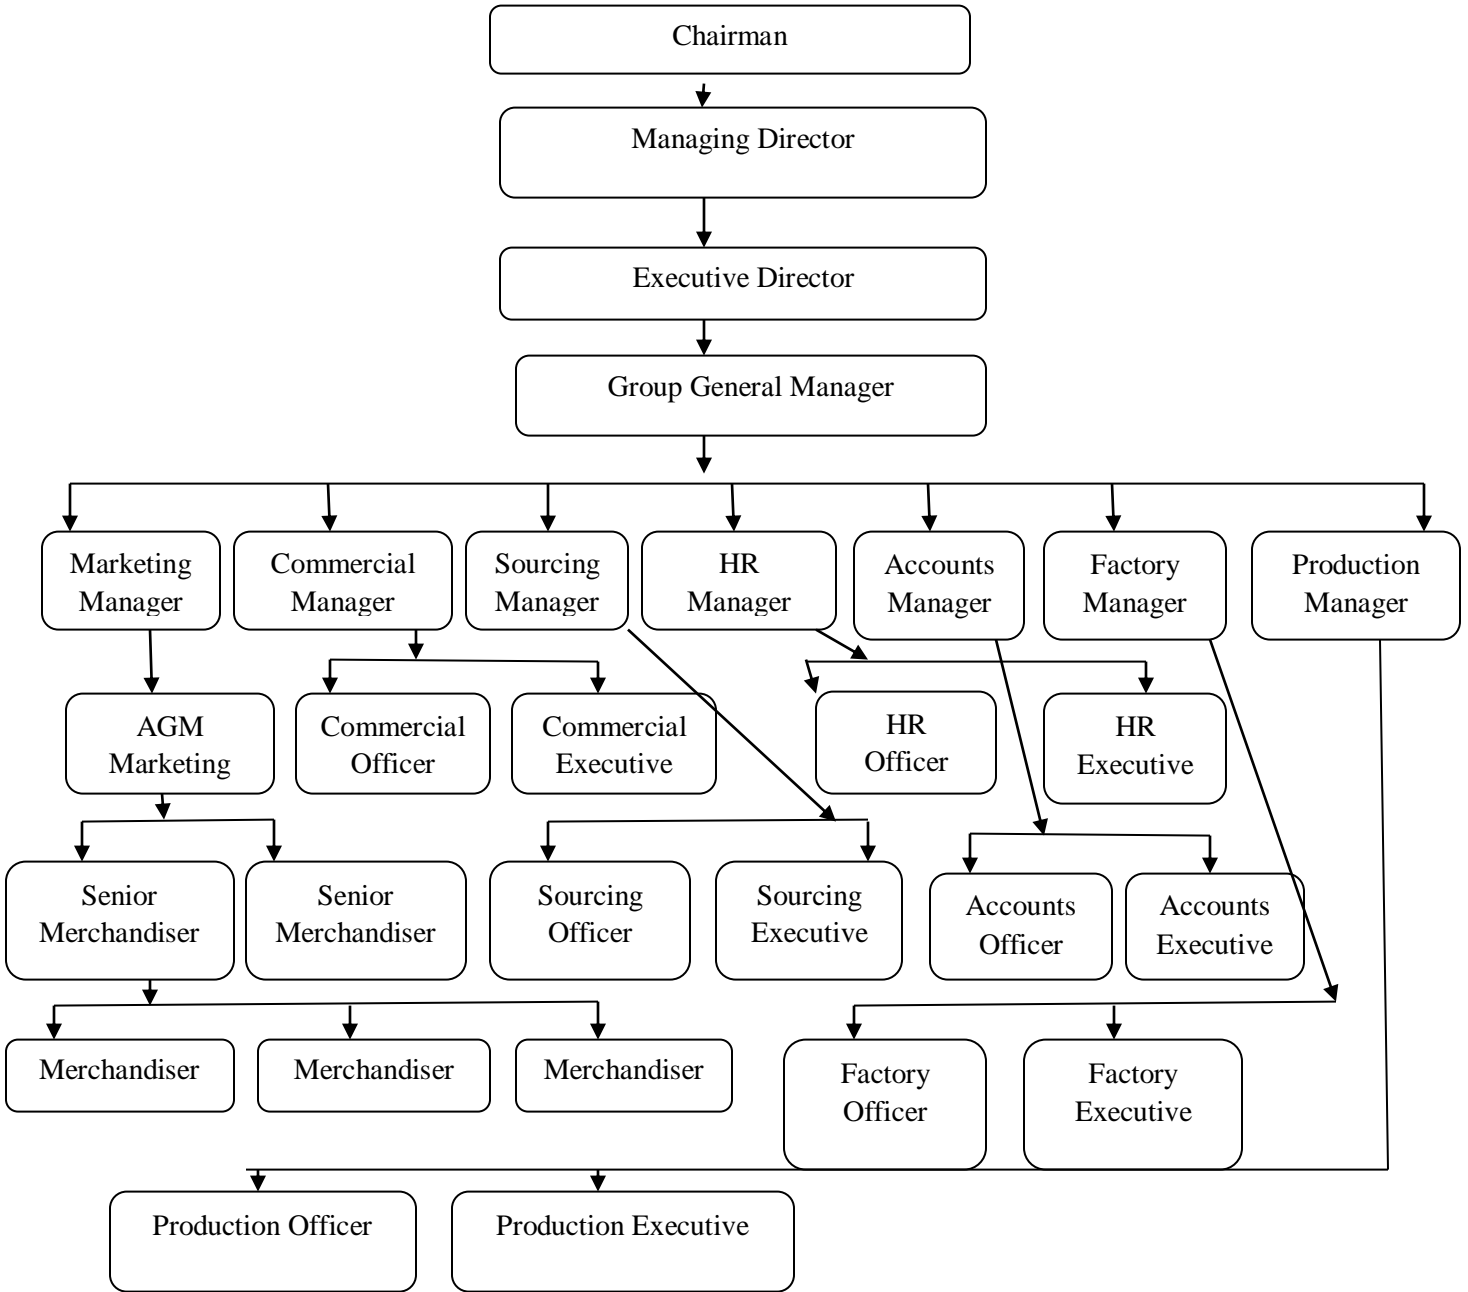 Chairman
Managing Director
Executive Director
Group General Manager
Marketing
Manager
Commercial
Manager
Sourcing
Manager
HR
Manager
Accounts
Manager
Factory
Manager
Production
Manager
AGM
Marketing
Commercial
Officer
Commercial
Executive
HR
Officer
HR
Executive
Senior
Merchandiser
Senior
Merchandiser
Sourcing
Officer
Sourcing
Executive
Accounts
Officer
Accounts
Executive
Merchandiser
Merchandiser
Merchandiser
Factory
Officer
Factory
Executive
Production Officer
Production Executive